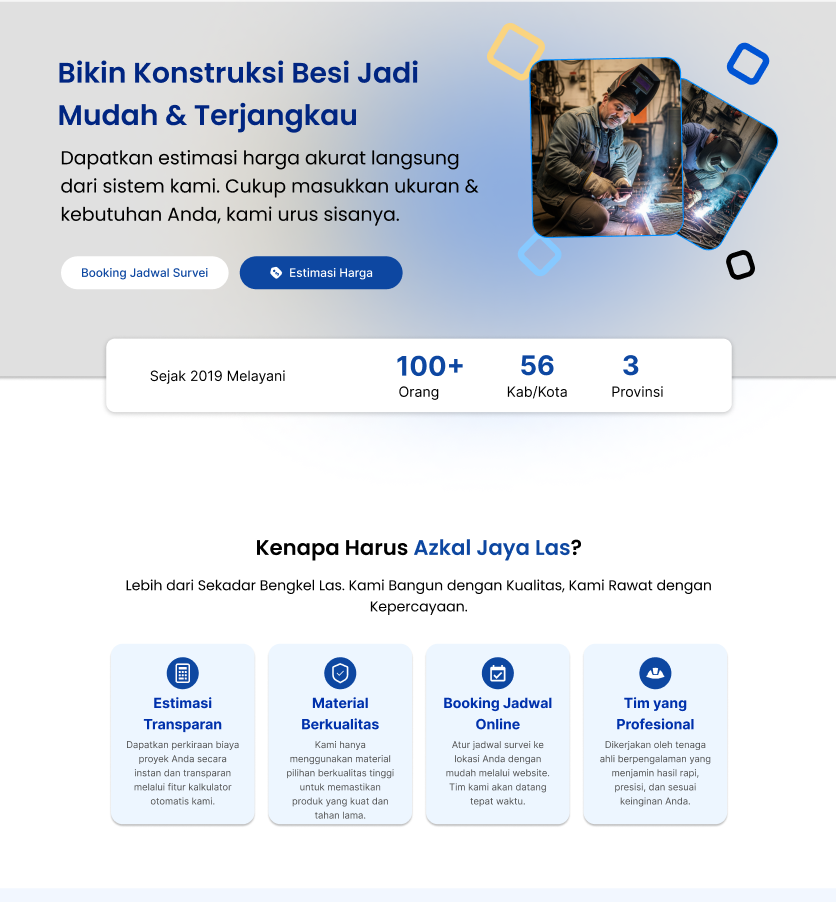 Bikin Konstruksi Besi Jadi
Mudah & Terjangkau
Dapatkan estimasi harga akurat langsung
dari sistem kami. Cukup masukkan ukuran &
kebutuhan Anda, kami urus sisanya.
Booking Jadwal Survei
Estimasi Harga
Sejak 2019 Melayani
100+
Orang
56
Kab/Kota
3
Provinsi
Kenapa Harus Azkal Jaya Las?
Lebih dari Sekadar Bengkel Las. Kami Bangun dengan Kualitas, Kami Rawat dengan
Kepercayaan.
Estimasi
Transparan
Dapatkan perkiraan biaya
proyek Anda secara
instan dan transparan
melalui fitur kalkulator
otomatis kami.
Material
Berkualitas
Kami hanya
menggunakan material
pilihan berkualitas tinggi
untuk memastikan
produk yang kuat dan
tahan lama.
Booking Jadwal
Online
Atur jadwal survei ke
lokasi Anda dengan
mudah melalui website.
Tim kami akan datang
tepat waktu.
Tim yang
Profesional
Dikerjakan oleh tenaga
ahli berpengalaman yang
menjamin hasil rapi,
presisi, dan sesuai
keinginan Anda.